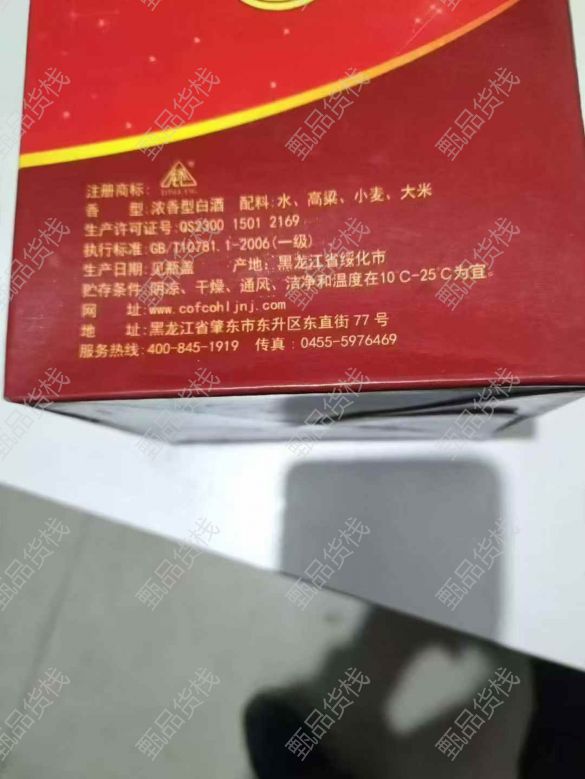 注册商标:
香 型:浓香型白酒 配料:水、高粱、小麦、大米
生产许可证号:QS2300 1501 2169
执行标准:GB/T10781.1-2006(一级)
生产日期:见瓶盖 产地:黑龙江省绥化市
贮存条件:阴凉、干燥、通风、洁净和温度在10℃-25℃为宜。
网 址:www.cofcohljnj.com
地 址:黑龙江省肇东市东升区东直街77号
服务热线:400-845-1919 传真:0455-5976469
甄品货栈